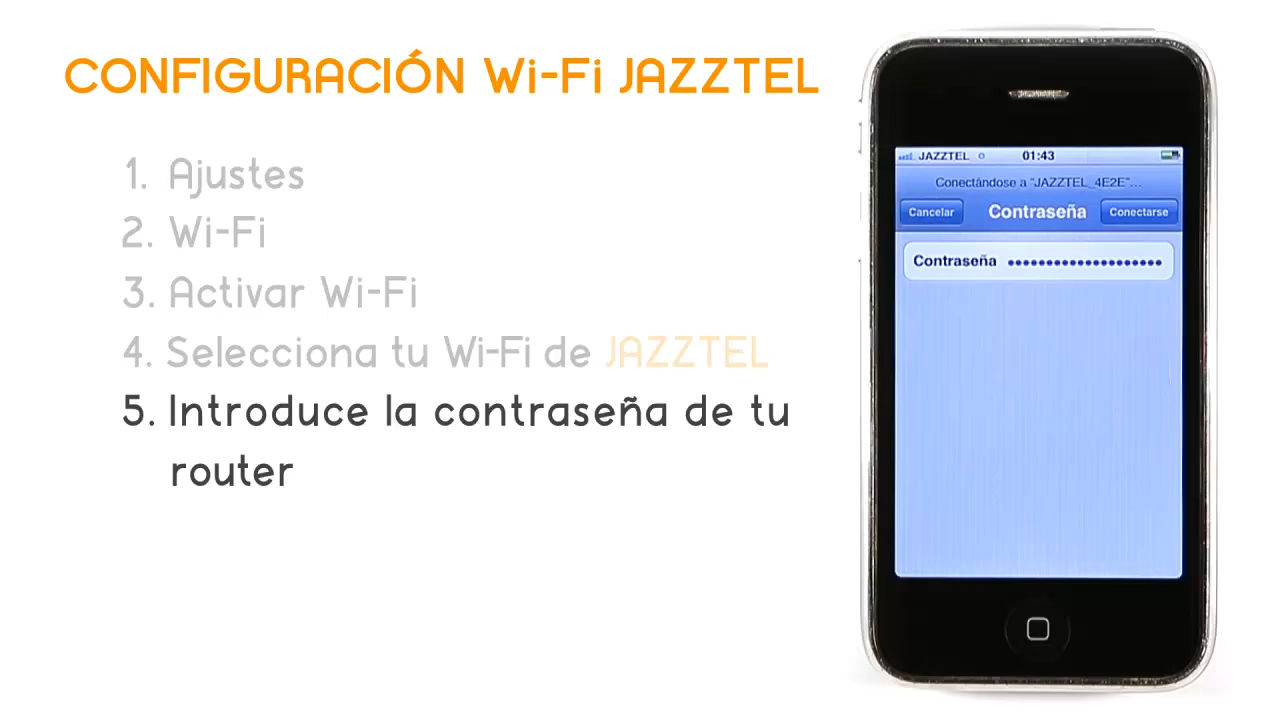 CONFIGURACIÓN Wi-Fi JAZZTEL
1. Ajustes
2. Wi-Fi
3. Activar Wi-Fi
4. Selecciona tu Wi-Fi de JAZZTEL
5. Introduce la contraseña de tu
router
JAZZTEL 01:43
Conectándose a "JAZZTEL_4E2E"...
Cancelar Contraseña Conectarse
Contraseña ••••••••••••••••••••